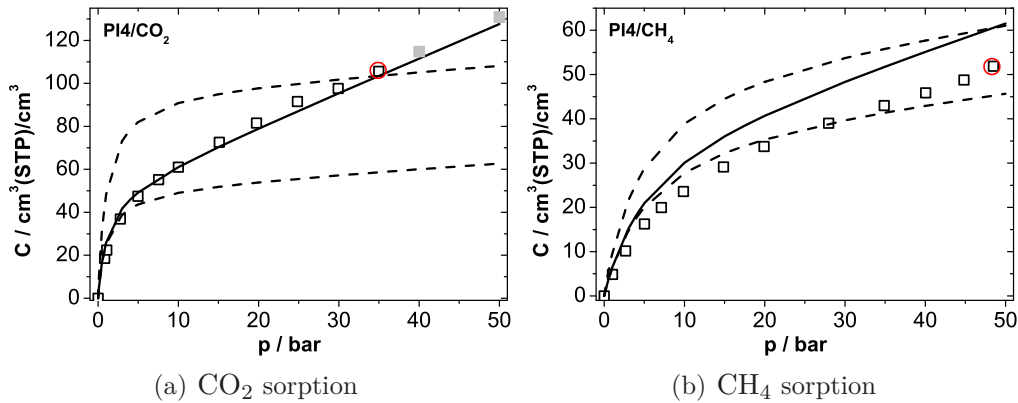 PI4/CO₂
C / cm³(STP)/cm³
120
100
80
60
40
20
0
0 10 20 30 40 50
p / bar
(a) CO₂ sorption
PI4/CH₄
C / cm³(STP)/cm³
60
50
40
30
20
10
0
0 10 20 30 40 50
p / bar
(b) CH₄ sorption